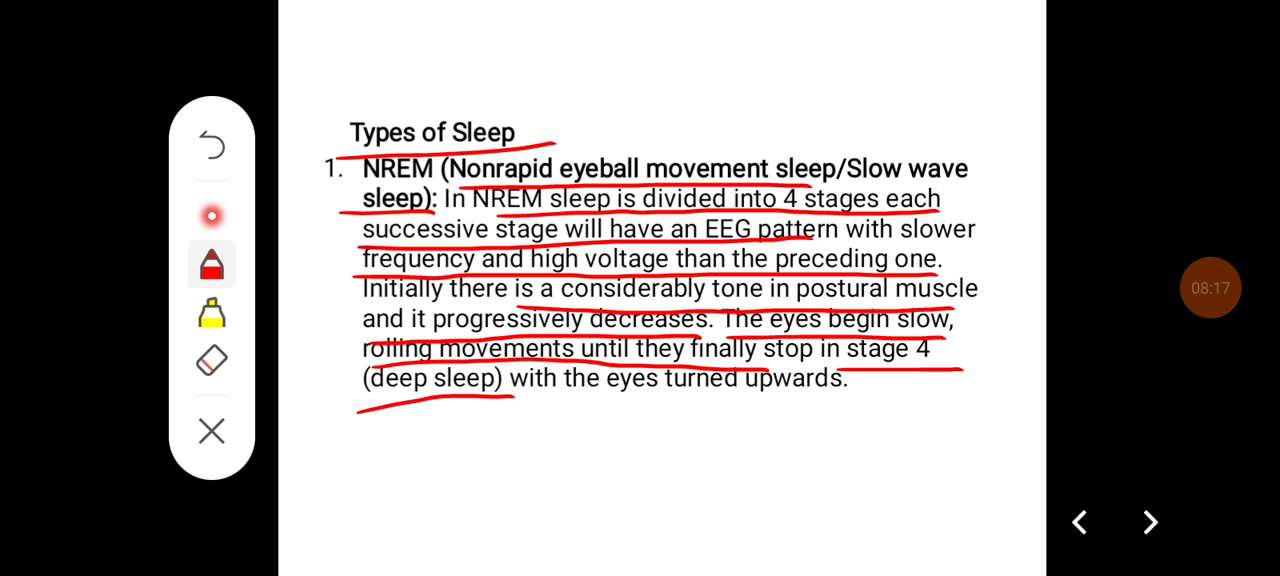 Types of Sleep
1. NREM (Nonrapid eyeball movement sleep/Slow wave
sleep): In NREM sleep is divided into 4 stages each
successive stage will have an EEG pattern with slower
frequency and high voltage than the preceding one.
Initially there is a considerably tone in postural muscle
and it progressively decreases. The eyes begin slow,
rolling movements until they finally stop in stage 4
(deep sleep) with the eyes turned upwards.
08:17